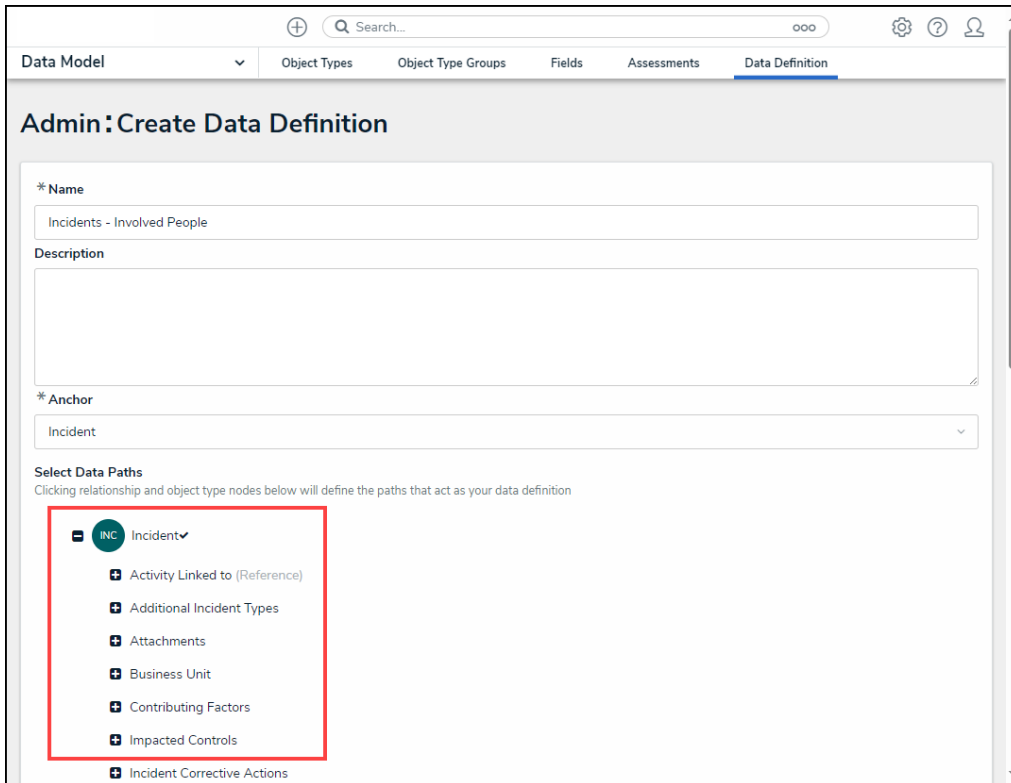 Search...
Data Model Object Types Object Type Groups Fields Assessments Data Definition
Admin: Create Data Definition
* Name
Incidents - Involved People
Description
* Anchor
Incident
Select Data Paths
Clicking relationship and object type nodes below will define the paths that act as your data definition
INC Incident
Activity Linked to (Reference)
Additional Incident Types
Attachments
Business Unit
Contributing Factors
Impacted Controls
Incident Corrective Actions